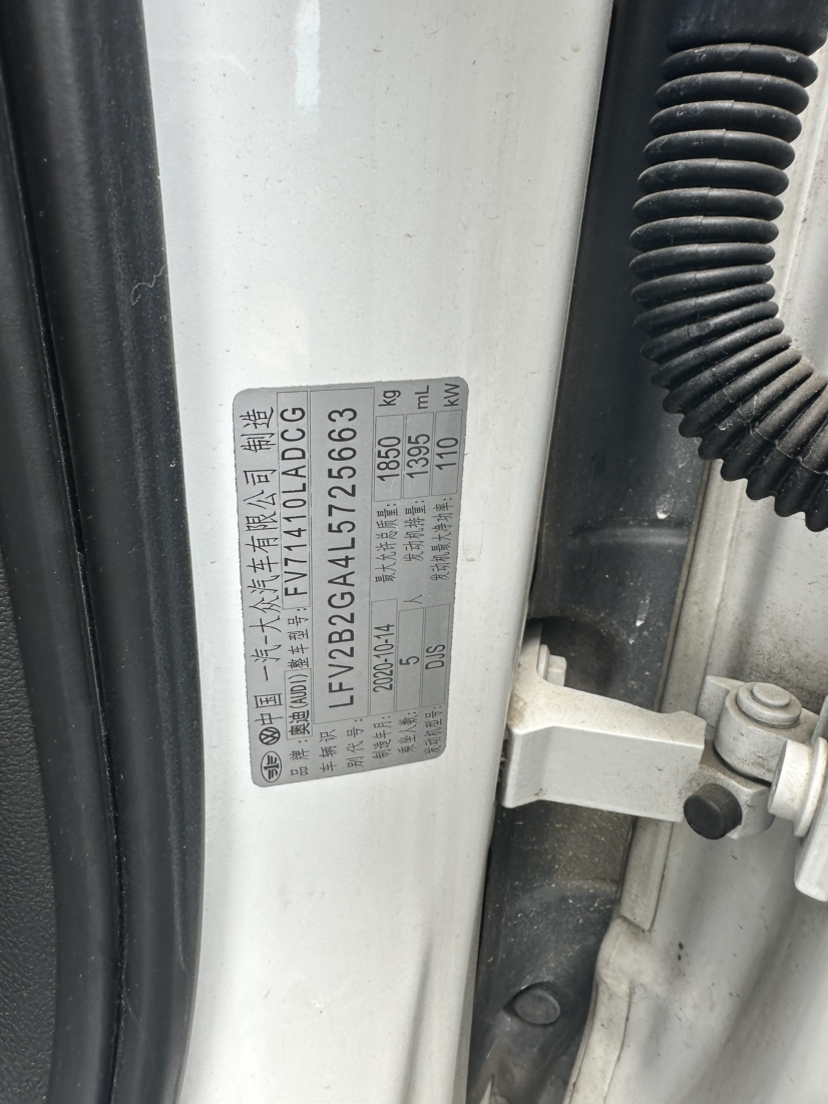 中国 一汽-大众汽车有限公司 制造
品牌:奥迪(AUDI) 整车型号: FV71410LADCG
车辆识别代号: LFV2B2GA4L5725663
制造年月: 2020-10-14 最大允许总质量: 1850 kg
乘坐人数: 5 人 发动机排量: 1395 mL
发动机型号: DJS 发动机最大净功率: 110 kW